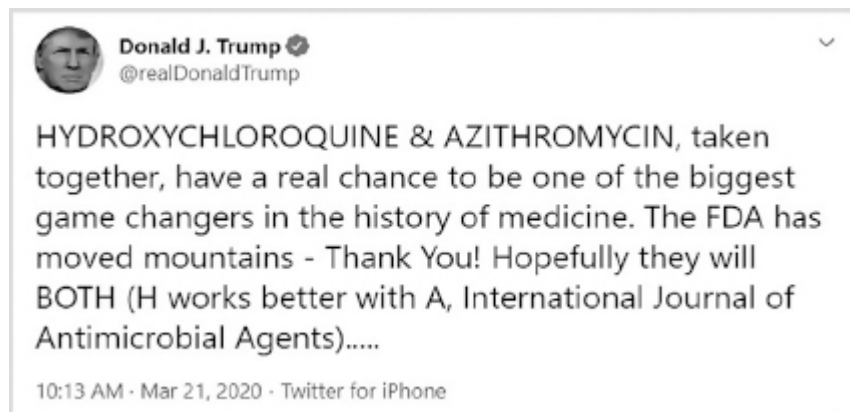 Donald J. Trump
@realDonaldTrump
HYDROXYCHLOROQUINE & AZITHROMYCIN, taken
together, have a real chance to be one of the biggest
game changers in the history of medicine. The FDA has
moved mountains - Thank You! Hopefully they will
BOTH (H works better with A, International Journal of
Antimicrobial Agents).....
10:13 AM · Mar 21, 2020 · Twitter for iPhone